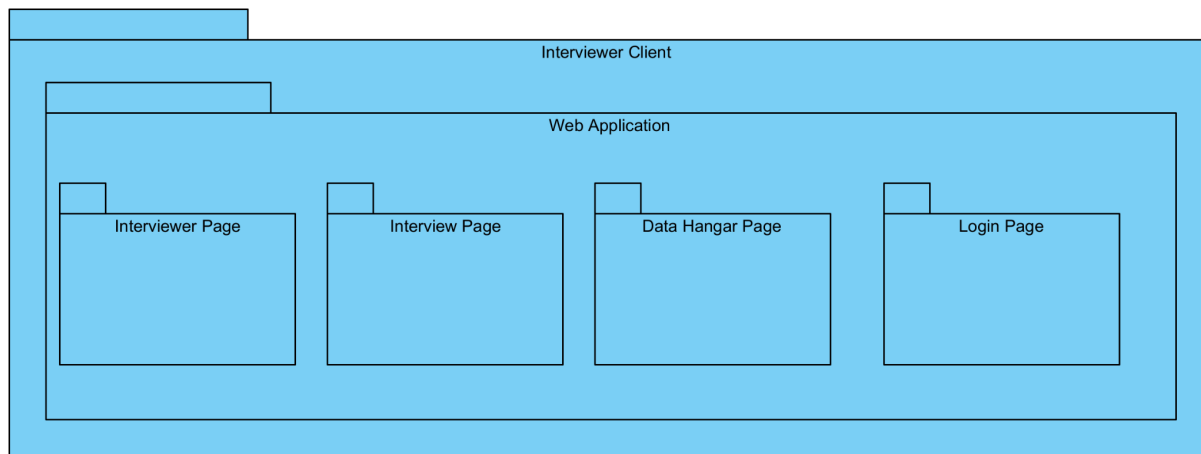 Interviewer Client
Web Application
Interviewer Page
Interview Page
Data Hangar Page
Login Page